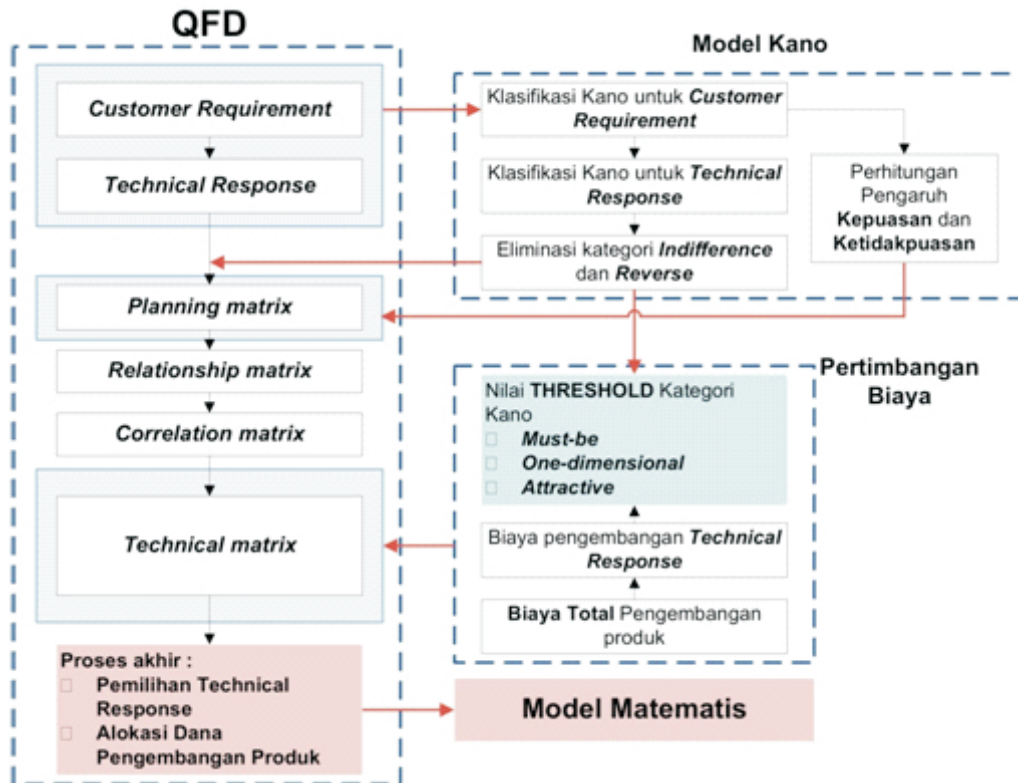 QFD
Customer Requirement
Technical Response
Planning matrix
Relationship matrix
Correlation matrix
Technical matrix
Proses akhir :
Pemilihan Technical
Response
Alokasi Dana
Pengembangan Produk
Model Kano
Klasifikasi Kano untuk Customer
Requirement
Klasifikasi Kano untuk Technical
Response
Eliminasi kategori Indifference
dan Reverse
Perhitungan
Pengaruh
Kepuasan dan
Ketidakpuasan
Pertimbangan
Biaya
Nilai THRESHOLD Kategori
Kano
Must-be
One-dimensional
Attractive
Biaya pengembangan Technical
Response
Biaya Total Pengembangan
produk
Model Matematis